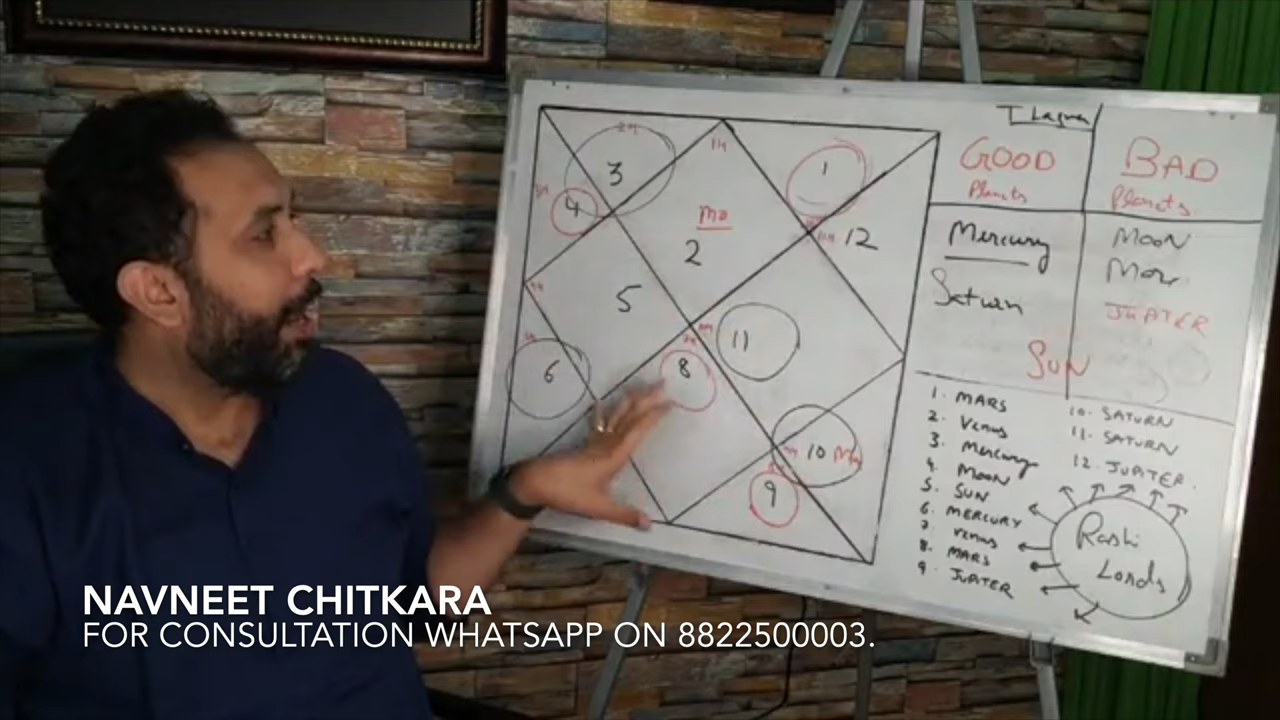 T Lagna
GOOD
Planets
BAD
Planets.
Mercury
Saturn
MOON
JUPITER
SUN
1. MARS
2. Venus
3. Mercury
4. MOON
5. SUN
6. MERCURY
7. Venus
8. MARS
9. JUPITER
10. SATURN
11. SATURN
12. JUPITER.
Rashi
Lords
3
4
1
12
Mo
2
5
11
6
8
10
9
NAVNEET CHITKARA
FOR CONSULTATION WHATSAPP ON 8822500003.